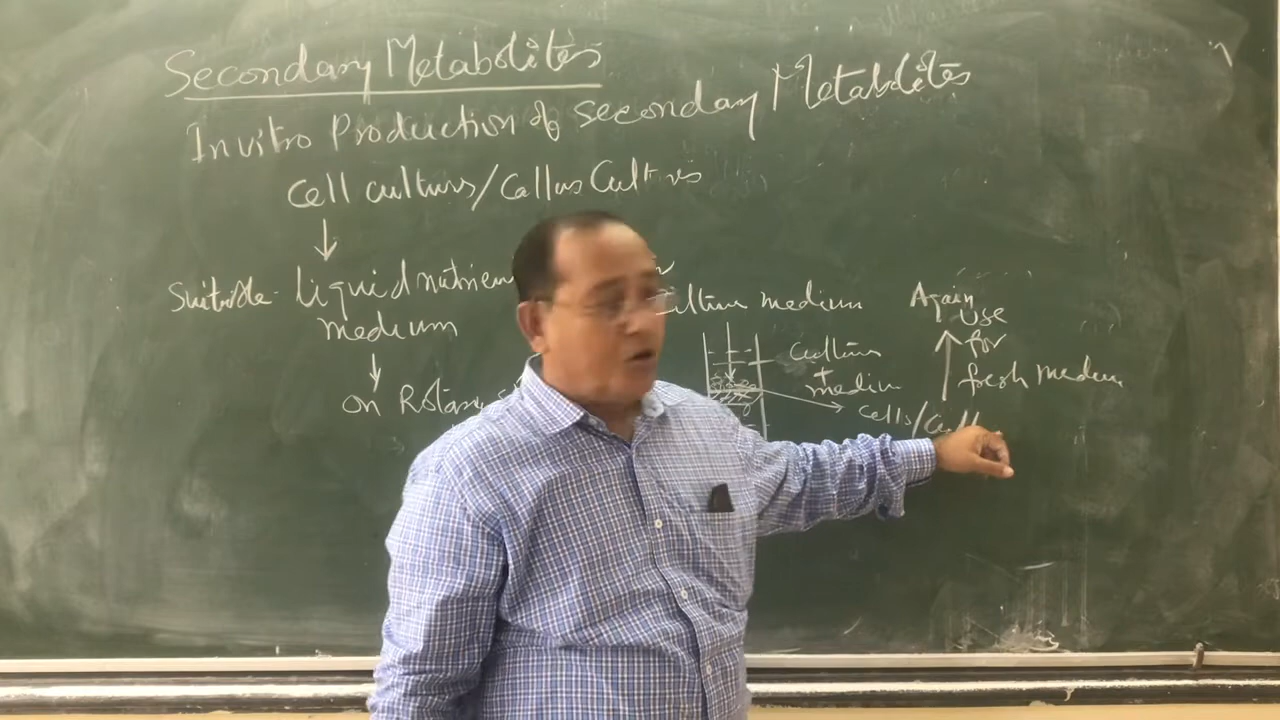 Secondary Metabolites
Invitro Production of secondary Metabolites
Cell cultures/Callus Cultures
Suitable Liquid nutrien
medium
on Rotary
culture medium
Culture
+
medium
cells/
Again
use
for
fresh medium